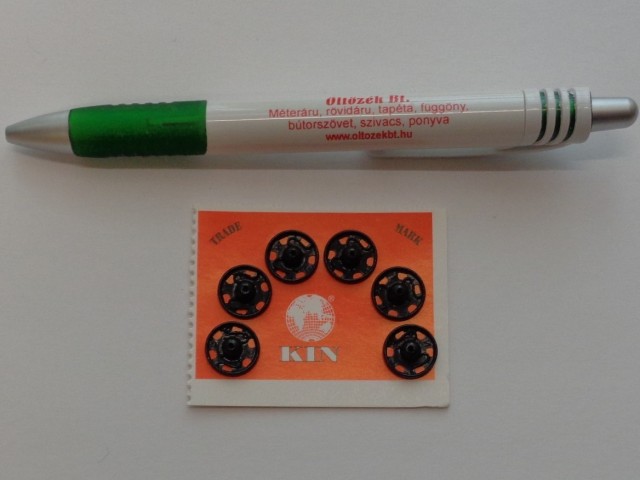 Öltözék Bt.
Méteráru, rövidáru, tapéta, függöny,
bútorszövet, szivacs, ponyva
www.oltozekbt.hu
TRADE MARK
KIN